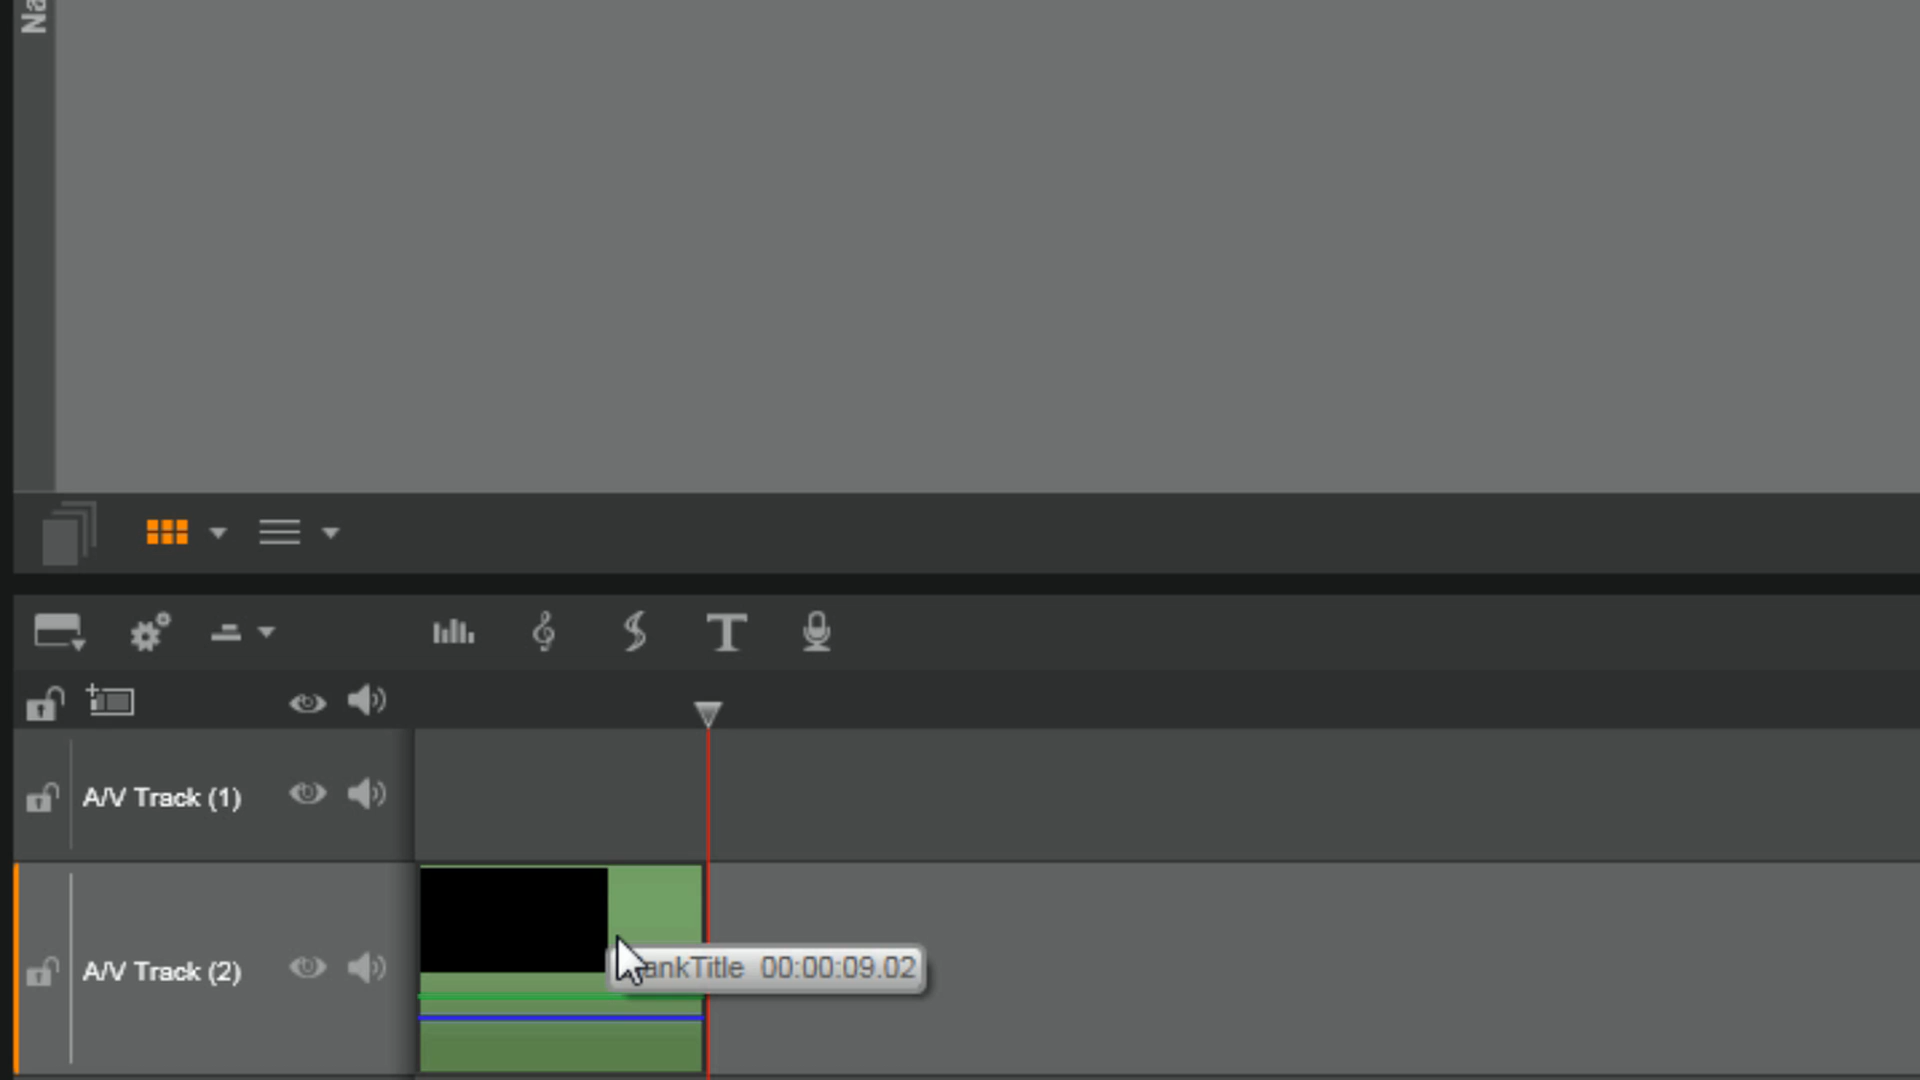 Na
A/V Track (1)
A/V Track (2)
ankTitle 00:00:09.02